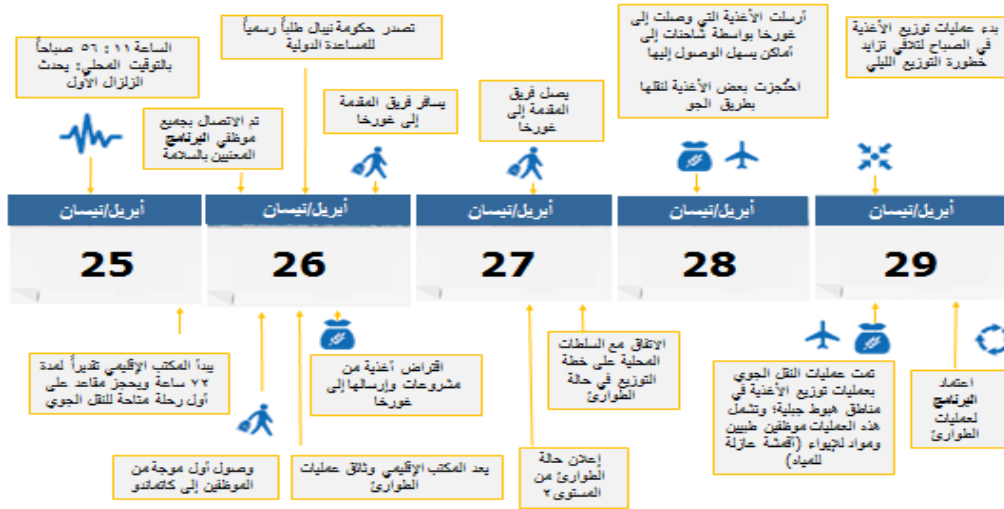 الساعة ١١:٥٦ صباحاً
بالتوقيت المحلي: يحدث
الزلزال الأول
تم الاتصال بجميع
موظفي البرنامج
المعنيين بالسلامة
تصدر حكومة نيبال طلباً رسمياً
للمساعدة الدولية
يسافر فريق المقدمة
إلى غورخا
يصل فريق
المقدمة إلى
غورخا
أرسلت الأغذية التي وصلت إلى
غورخا بواسطة شاحنات إلى
أماكن يسهل الوصول إليها
احتُجزت بعض الأغذية لنقلها
بطريق الجو
بدء عمليات توزيع الأغذية
في الصباح لتلافي تزايد
خطورة التوزيع الليلي
أبريل/تيسان
25
أبريل/تيسان
26
أبريل/تيسان
27
أبريل/تيسان
28
أبريل/تيسان
29
يبدأ المكتب الإقليمي تقديراً لمدة
٧٢ ساعة ويحجز مقاعد على
أول رحلة متاحة للنقل الجوي
وصول أول موجة من
الموظفين إلى كاتماندو
اقتراض أغذية من
مشروعات وإرسالها إلى
غورخا
يعد المكتب الإقليمي وثائق عمليات
الطوارئ
إعلان حالة
الطوارئ من
المستوى ٢
الاتفاق مع السلطات
المحلية على خطة
التوزيع في حالة
الطوارئ
تمت عمليات النقل الجوي
بعمليات توزيع الأغذية في
مناطق هبوط جبلية؛ وتشمل
هذه العمليات موظفين طبيين
ومواد للإيواء (أقمشة عازلة
للمياه)
اعتماد
البرنامج
لعمليات
الطوارئ